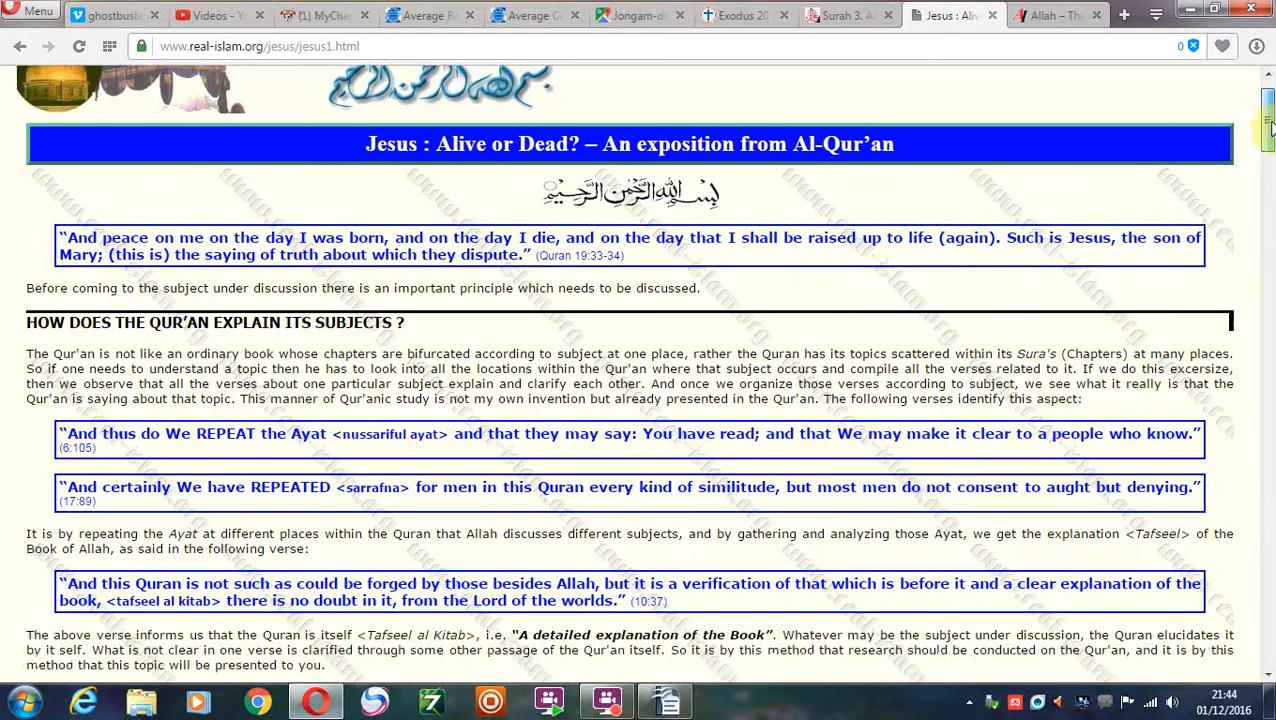 Menu
ghostbuste
Videos - Yo
(1) MyCius
Average Ra
Average Co
Jongam-do
Exodus 20
Surah 3. A
Jesus : Aliv
Allah – The
www.real-islam.org/jesus/jesus1.html
0
بسم الله الرحمن الرحيم
Jesus : Alive or Dead? – An exposition from Al-Qur’an
بِسْمِ اللهِ الرَّحْمٰنِ الرَّحِيْمِ
“And peace on me on the day I was born, and on the day I die, and on the day that I shall be raised up to life (again). Such is Jesus, the son of
Mary; (this is) the saying of truth about which they dispute.” (Quran 19:33-34)
Before coming to the subject under discussion there is an important principle which needs to be discussed.
HOW DOES THE QUR’AN EXPLAIN ITS SUBJECTS ?
The Qur'an is not like an ordinary book whose chapters are bifurcated according to subject at one place, rather the Quran has its topics scattered within its Sura's (Chapters) at many places.
So if one needs to understand a topic then he has to look into all the locations within the Qur'an where that subject occurs and compile all the verses related to it. If we do this excersize,
then we observe that all the verses about one particular subject explain and clarify each other. And once we organize those verses according to subject, we see what it really is that the
Qur'an is saying about that topic. This manner of Qur'anic study is not my own invention but already presented in the Qur'an. The following verses identify this aspect:
“And thus do We REPEAT the Ayat <nussariful ayat> and that they may say: You have read; and that We may make it clear to a people who know.”
(6:105)
“And certainly We have REPEATED <sarrafna> for men in this Quran every kind of similitude, but most men do not consent to aught but denying.”
(17:89)
It is by repeating the Ayat at different places within the Quran that Allah discusses different subjects, and by gathering and analyzing those Ayat, we get the explanation <Tafseel> of the
Book of Allah, as said in the following verse:
“And this Quran is not such as could be forged by those besides Allah, but it is a verification of that which is before it and a clear explanation of the
book, <tafseel al kitab> there is no doubt in it, from the Lord of the worlds.” (10:37)
The above verse informs us that the Quran is itself <Tafseel al Kitab>, i.e. “A detailed explanation of the Book”. Whatever may be the subject under discussion, the Quran elucidates it
by it self. What is not clear in one verse is clarified through some other passage of the Qur'an itself. So it is by this method that research should be conducted on the Qur'an, and it is by this
method that this topic will be presented to you.
21:44
01/12/2016